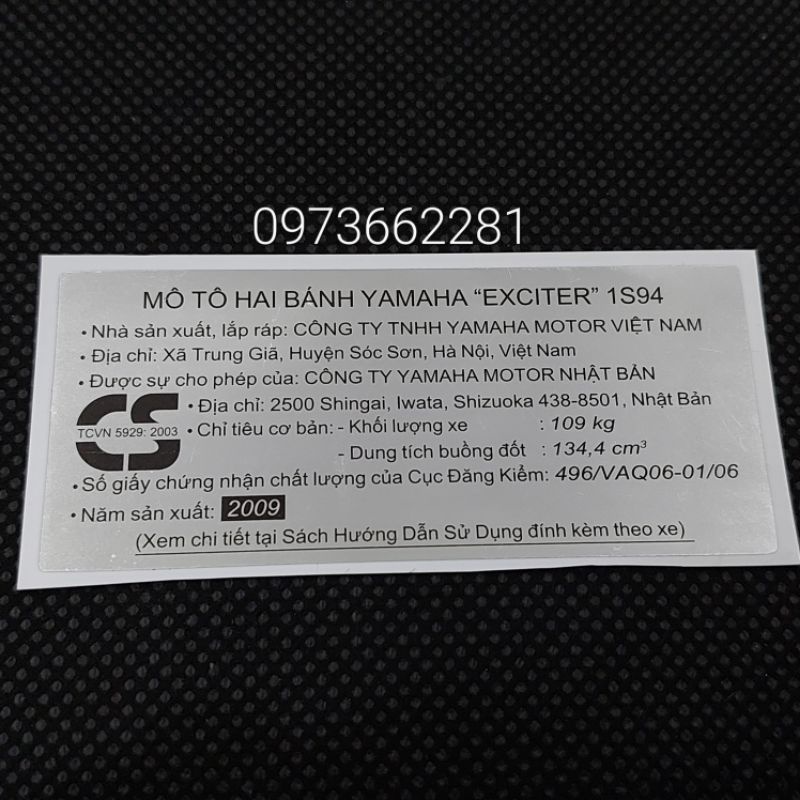 0973662281
MÔ TÔ HAI BÁNH YAMAHA “EXCITER” 1S94
• Nhà sản xuất, lắp ráp: CÔNG TY TNHH YAMAHA MOTOR VIỆT NAM
• Địa chỉ: Xã Trung Giã, Huyện Sóc Sơn, Hà Nội, Việt Nam
• Được sự cho phép của: CÔNG TY YAMAHA MOTOR NHẬT BẢN
CS
TCVN 5929: 2003
• Địa chỉ: 2500 Shingai, Iwata, Shizuoka 438-8501, Nhật Bản
• Chỉ tiêu cơ bản: - Khối lượng xe : 109 kg
- Dung tích buồng đốt : 134,4 cm³
• Số giấy chứng nhận chất lượng của Cục Đăng Kiểm: 496/VAQ06-01/06
• Năm sản xuất: 2009
(Xem chi tiết tại Sách Hướng Dẫn Sử Dụng đính kèm theo xe)